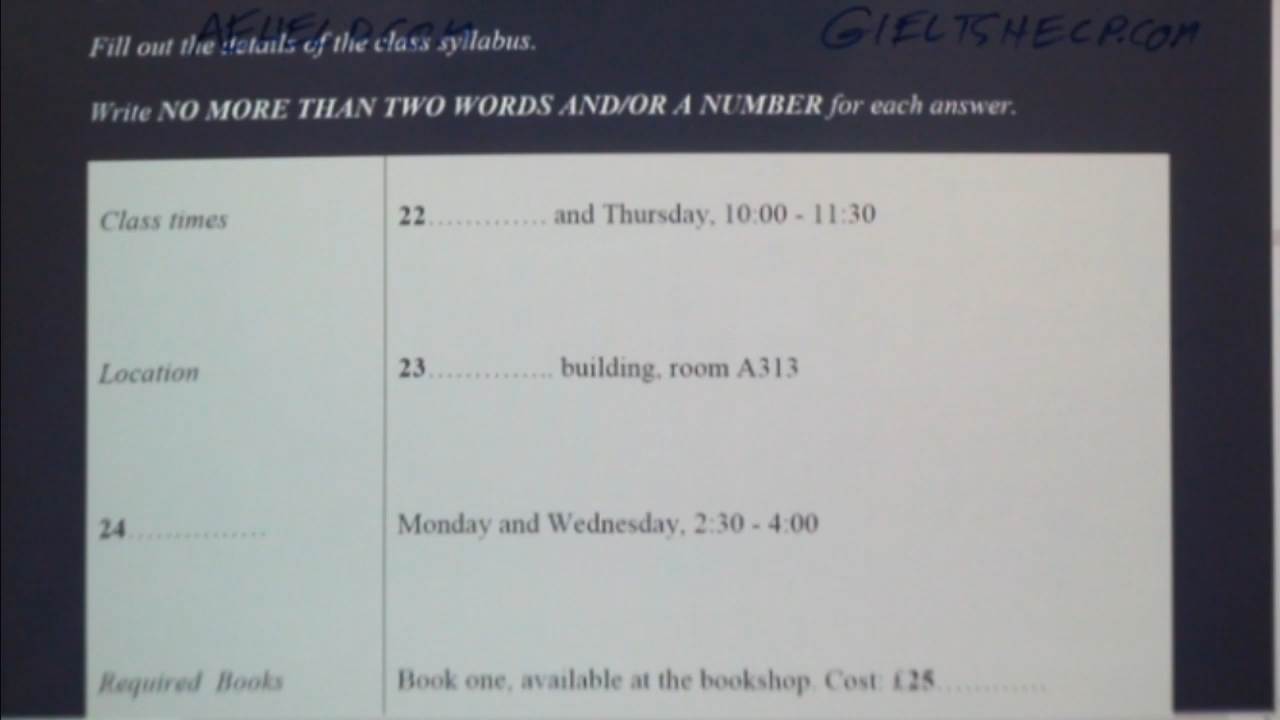 AEHELP.COM
GIELTSHELP.COM
Fill out the details of the class syllabus.
Write NO MORE THAN TWO WORDS AND/OR A NUMBER for each answer.
Class times
22............. and Thursday, 10:00 - 11:30
Location
23.............. building, room A313
24...............
Monday and Wednesday, 2:30 - 4:00
Required Books
Book one, available at the bookshop. Cost: £25............